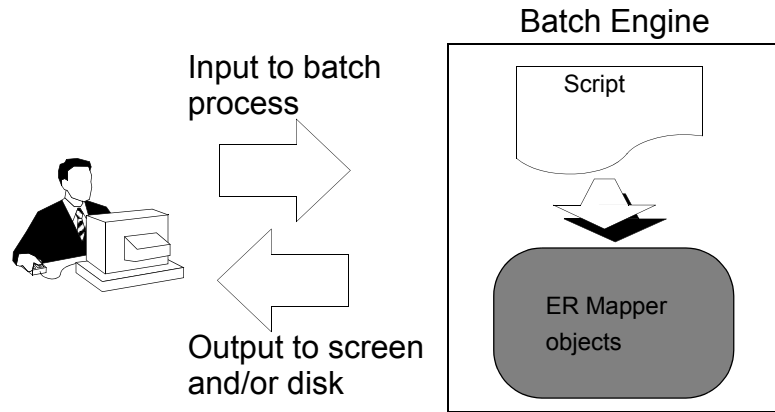 Batch Engine
Input to batch
process
Script
ER Mapper
objects
Output to screen
and/or disk